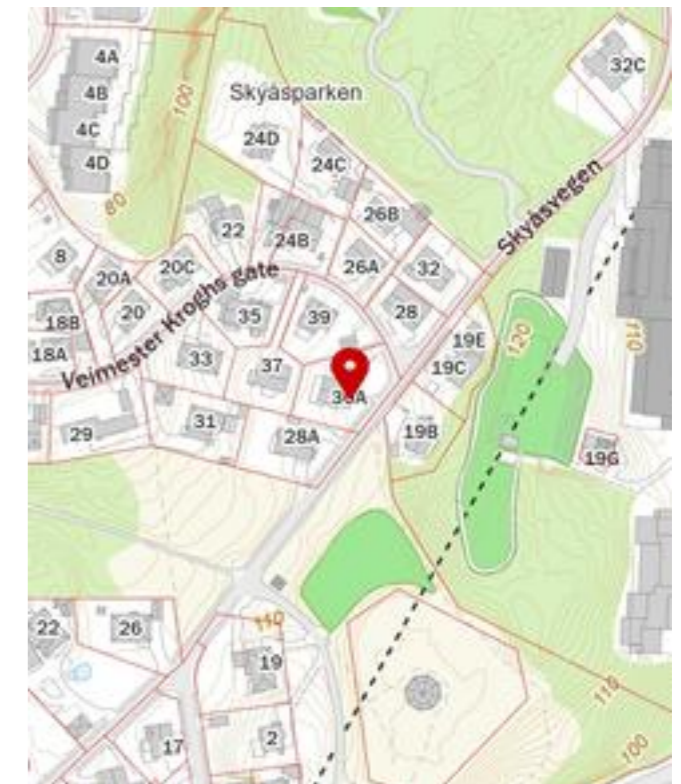 4A
4B
4C
4D
100
Skyåsparken
32C
24D
24C
80
26B
Skyåsvegen
22
24B
8
20C
26A
32
20A
20
35
39
28
18B
19E
120
110
18A
Veimester Kroghs gate
33
37
19C
29
31
28A
19B
19G
22
26
110
19
110
17
2
100